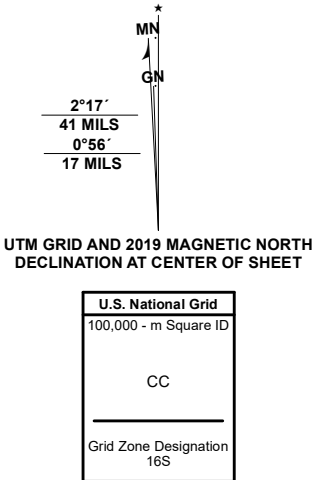 MN
GN
2°17´
41 MILS
0°56´
17 MILS
UTM GRID AND 2019 MAGNETIC NORTH
DECLINATION AT CENTER OF SHEET
U.S. National Grid
100,000 - m Square ID
CC
Grid Zone Designation
16S